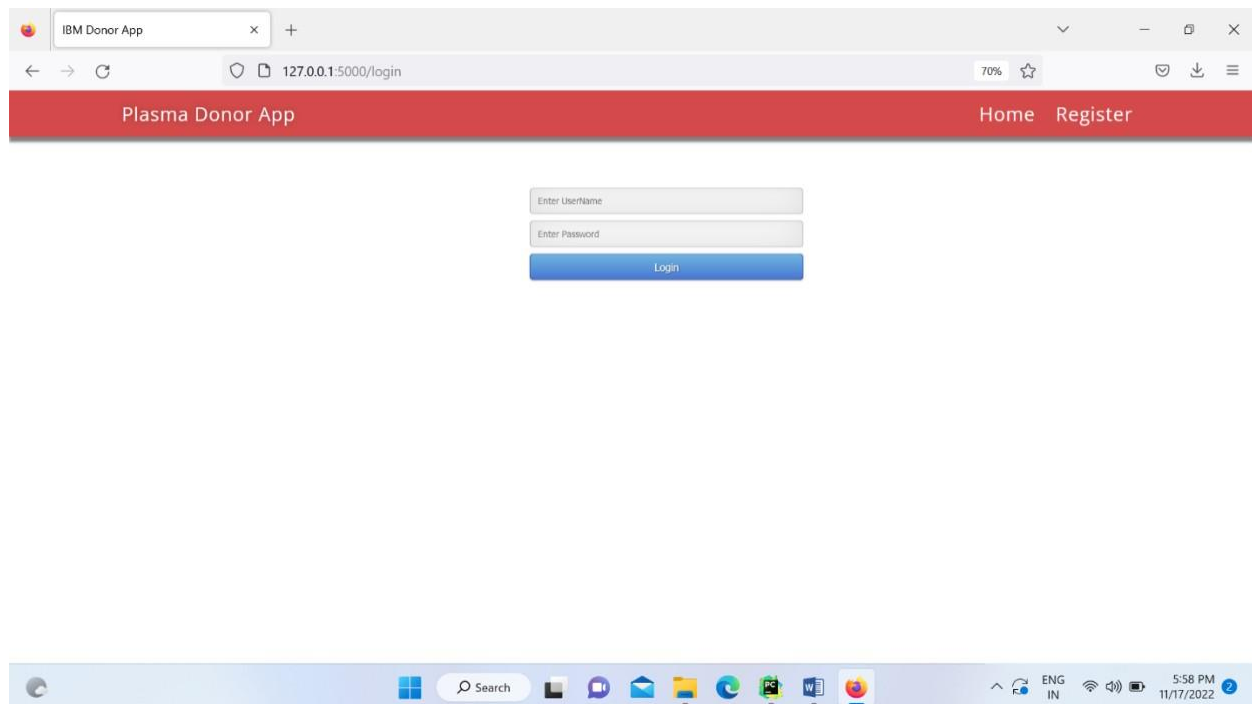 IBM Donor App
127.0.0.1:5000/login
70%
Plasma Donor App
Home Register
Enter UserName
Enter Password
Login
Search
PC
W
ENG
IN
5:58 PM
11/17/2022
2